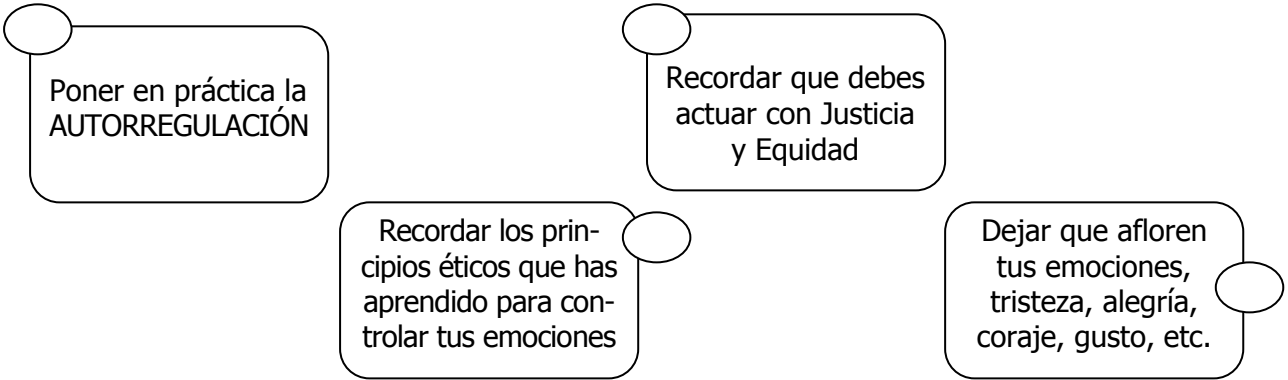 Poner en práctica la
AUTORREGULACIÓN
Recordar que debes
actuar con Justicia
y Equidad
Recordar los prin-
cipios éticos que has
aprendido para con-
trolar tus emociones
Dejar que afloren
tus emociones,
tristeza, alegría,
coraje, gusto, etc.